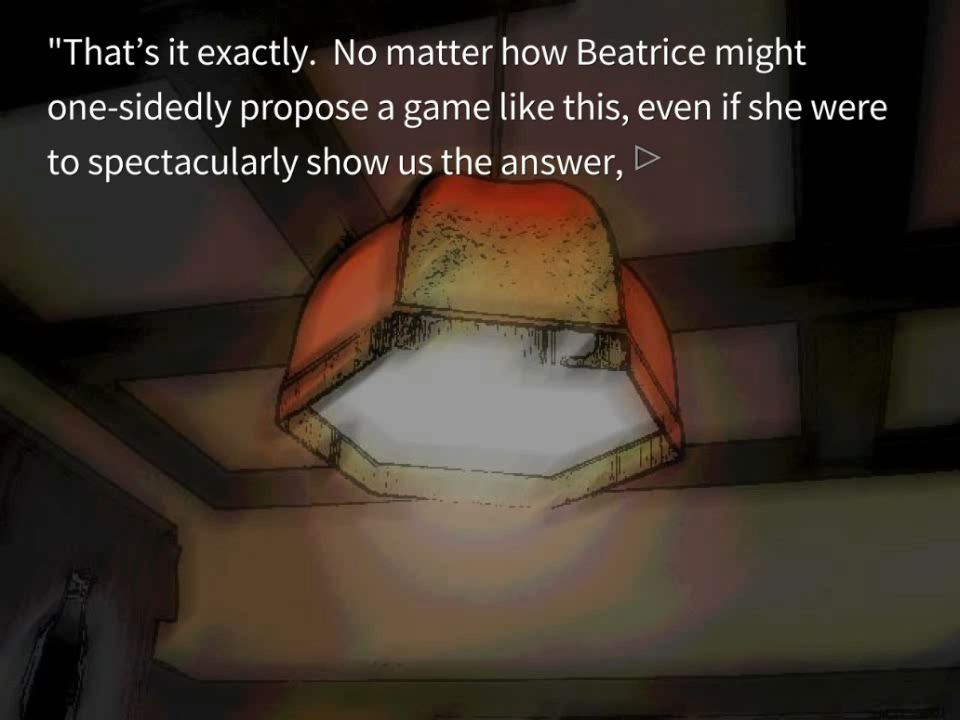 "That’s it exactly.  No matter how Beatrice might
one-sidedly propose a game like this, even if she were
to spectacularly show us the answer,